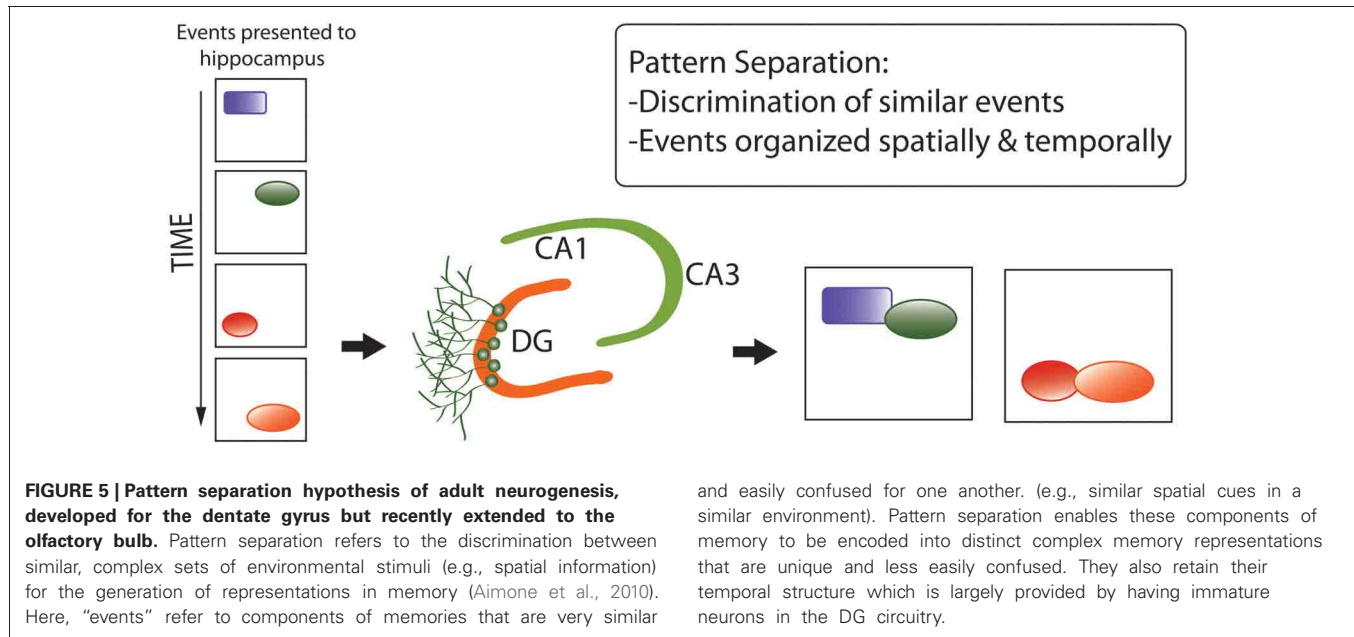 Events presented to
hippocampus
TIME
Pattern Separation:
-Discrimination of similar events
-Events organized spatially & temporally
CA1
CA3
DG
FIGURE 5 | Pattern separation hypothesis of adult neurogenesis,
developed for the dentate gyrus but recently extended to the
olfactory bulb. Pattern separation refers to the discrimination between
similar, complex sets of environmental stimuli (e.g., spatial information)
for the generation of representations in memory (Aimone et al., 2010).
Here, “events” refer to components of memories that are very similar
and easily confused for one another. (e.g., similar spatial cues in a
similar environment). Pattern separation enables these components of
memory to be encoded into distinct complex memory representations
that are unique and less easily confused. They also retain their
temporal structure which is largely provided by having immature
neurons in the DG circuitry.